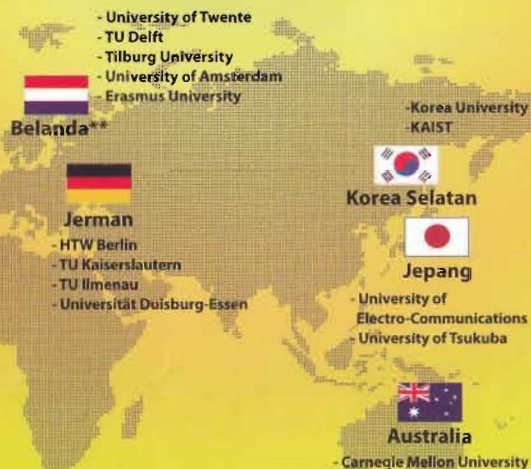 - University of Twente
- TU Delft
- Tilburg University
- University of Amsterdam
- Erasmus University
Belanda**
- Korea University
- KAIST
Korea Selatan
Jerman
- HTW Berlin
- TU Kaiserslautern
- TU Ilmenau
- Universität Duisburg-Essen
Jepang
- University of
Electro-Communications
- University of Tsukuba
Australia
- Carnegie Mellon University